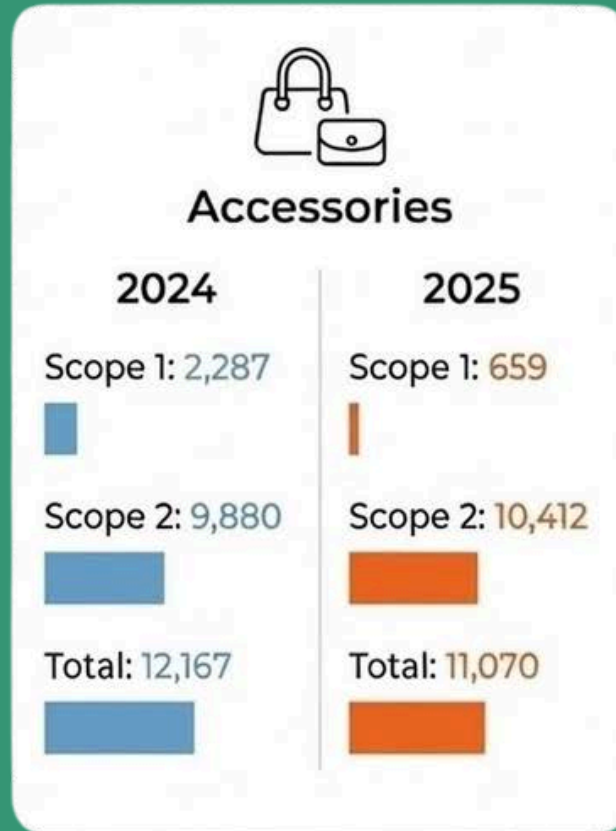 Accessories
2024
Scope 1: 2,287
Scope 2: 9,880
Total: 12,167
2025
Scope 1: 659
Scope 2: 10,412
Total: 11,070